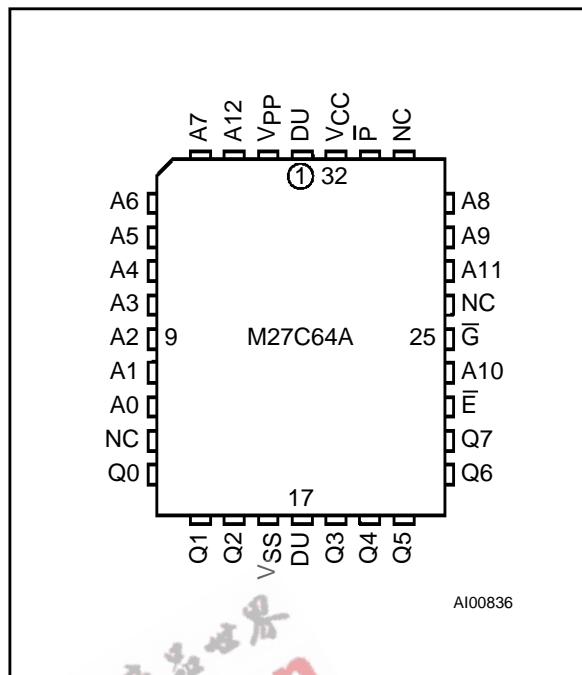 A7 A12 VPP DU VCC P̅ NC
1 32
A6 A8
A5 A9
A4 A11
A3 NC
A2 9 M27C64A 25 G̅
A1 A10
A0 E̅
NC Q7
Q0 Q6
17
Q1 Q2 VSS DU Q3 Q4 Q5
AI00836